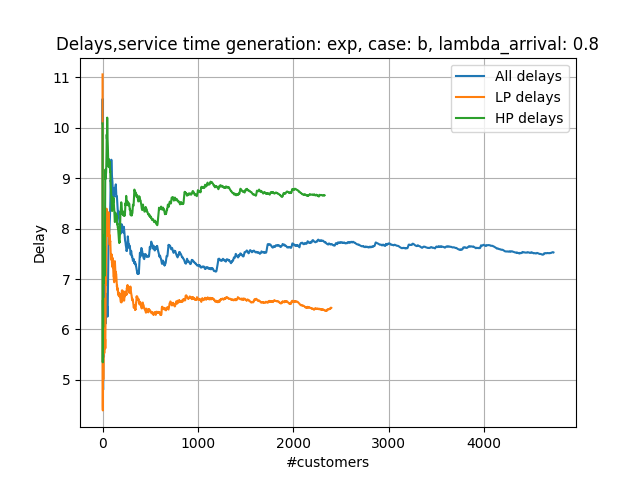 Delays,service time generation: exp, case: b, lambda_arrival: 0.8
All delays
LP delays
HP delays
Delay
11
10
9
8
7
6
5
0 1000 2000 3000 4000
#customers